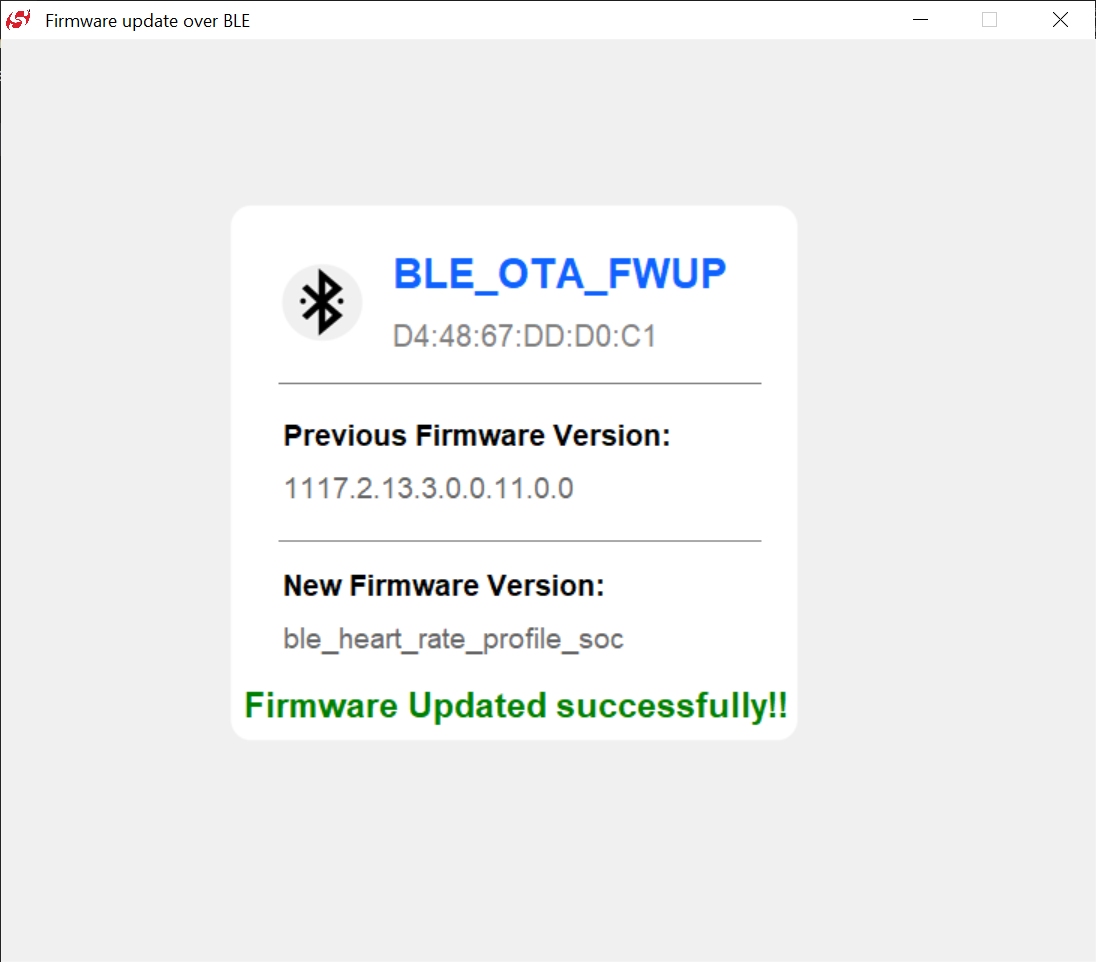 Firmware update over BLE
BLE_OTA_FWUP
D4:48:67:DD:D0:C1
Previous Firmware Version:
1117.2.13.3.0.0.11.0.0
New Firmware Version:
ble_heart_rate_profile_soc
Firmware Updated successfully!!